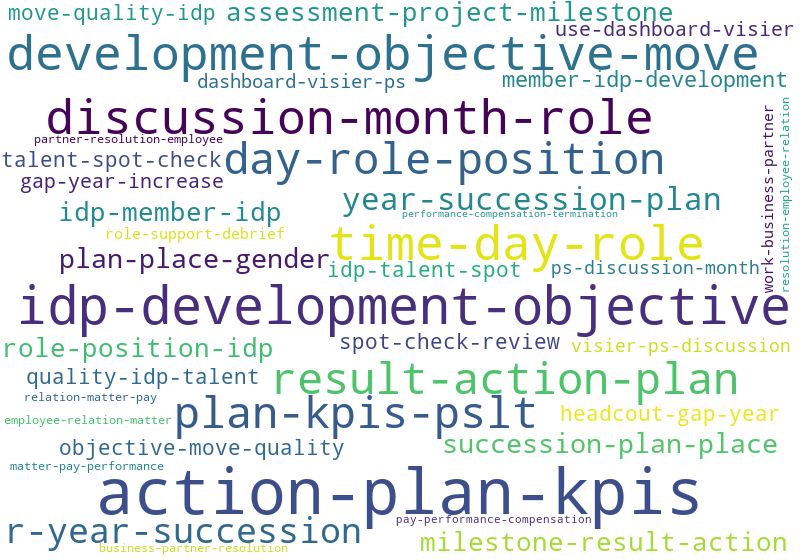 move-quality-idp
assessment-project-milestone
use-dashboard-visier
development-objective-move
dashboard-visier-ps
member-idp-development
discussion-month-role
partner-resolution-employee
talent-spot-check
day-role-position
gap-year-increase
year-succession-plan
idp-member-idp
performance-compensation-termination
role-support-debrief
time-day-role
plan-place-gender
idp-talent-spot
ps-discussion-month
work-business-partner
resolution-employee-relation
idp-development-objective
role-position-idp
spot-check-review
visier-ps-discussion
quality-idp-talent
result-action-plan
relation-matter-pay
plan-kpis-pslt
headcout-gap-year
employee-relation-matter
objective-move-quality
succession-plan-place
matter-pay-performance
action-plan-kpis
r-year-succession
pay-performance-compensation
milestone-result-action
business-partner-resolution